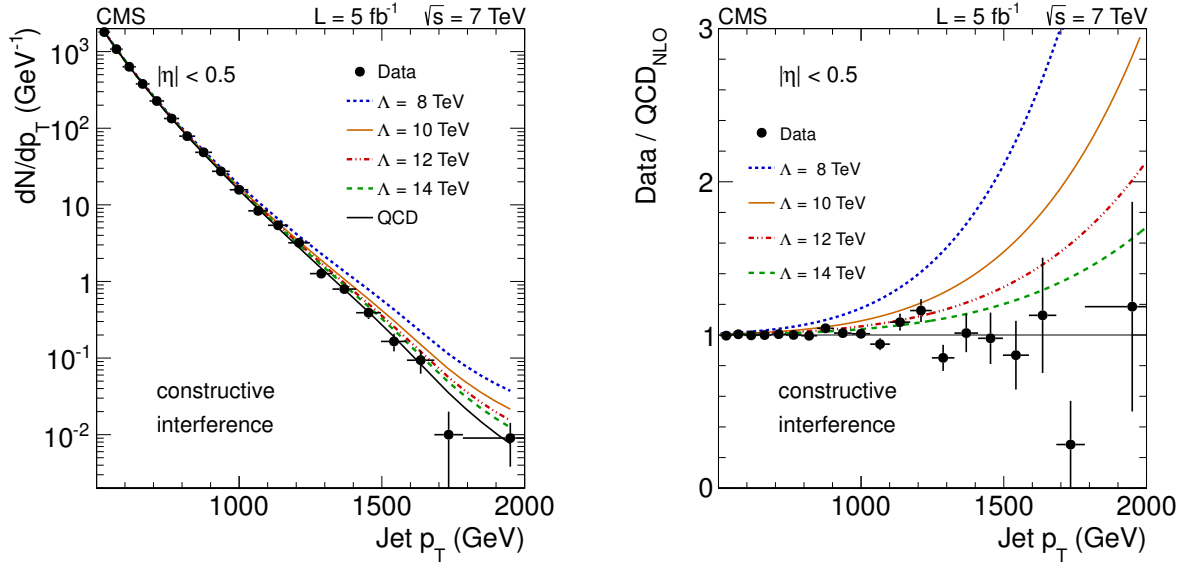 CMS L = 5 fb⁻¹ √s = 7 TeV
dN/dp_T (GeV⁻¹)
10³
10²
10
1
10⁻¹
10⁻²
|η| < 0.5
Data
Λ = 8 TeV
Λ = 10 TeV
Λ = 12 TeV
Λ = 14 TeV
QCD
constructive
interference
1000 1500 2000
Jet p_T (GeV)
CMS L = 5 fb⁻¹ √s = 7 TeV
Data / QCD_NLO
3
2
1
0
|η| < 0.5
Data
Λ = 8 TeV
Λ = 10 TeV
Λ = 12 TeV
Λ = 14 TeV
constructive
interference
1000 1500 2000
Jet p_T (GeV)